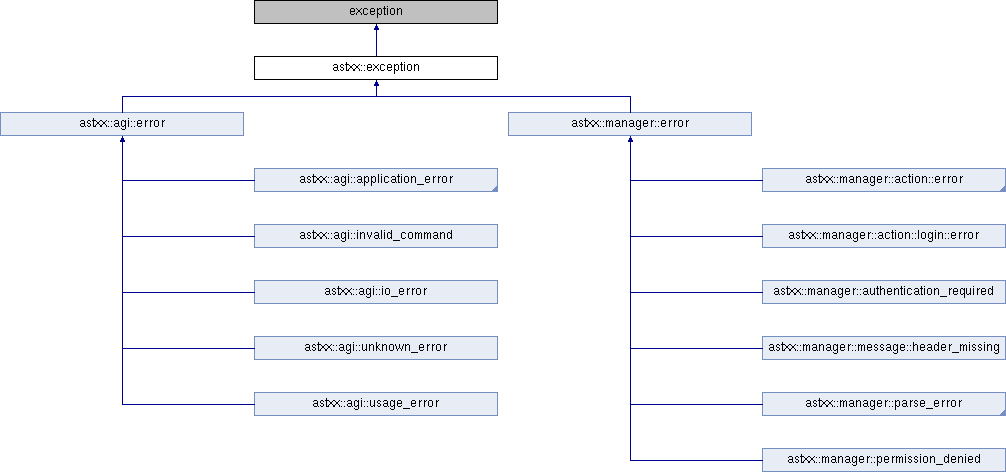 exception
astxx::exception
astxx::agi::error
astxx::manager::error
astxx::agi::application_error
astxx::manager::action::error
astxx::agi::invalid_command
astxx::manager::action::login::error
astxx::agi::io_error
astxx::manager::authentication_required
astxx::agi::unknown_error
astxx::manager::message::header_missing
astxx::agi::usage_error
astxx::manager::parse_error
astxx::manager::permission_denied